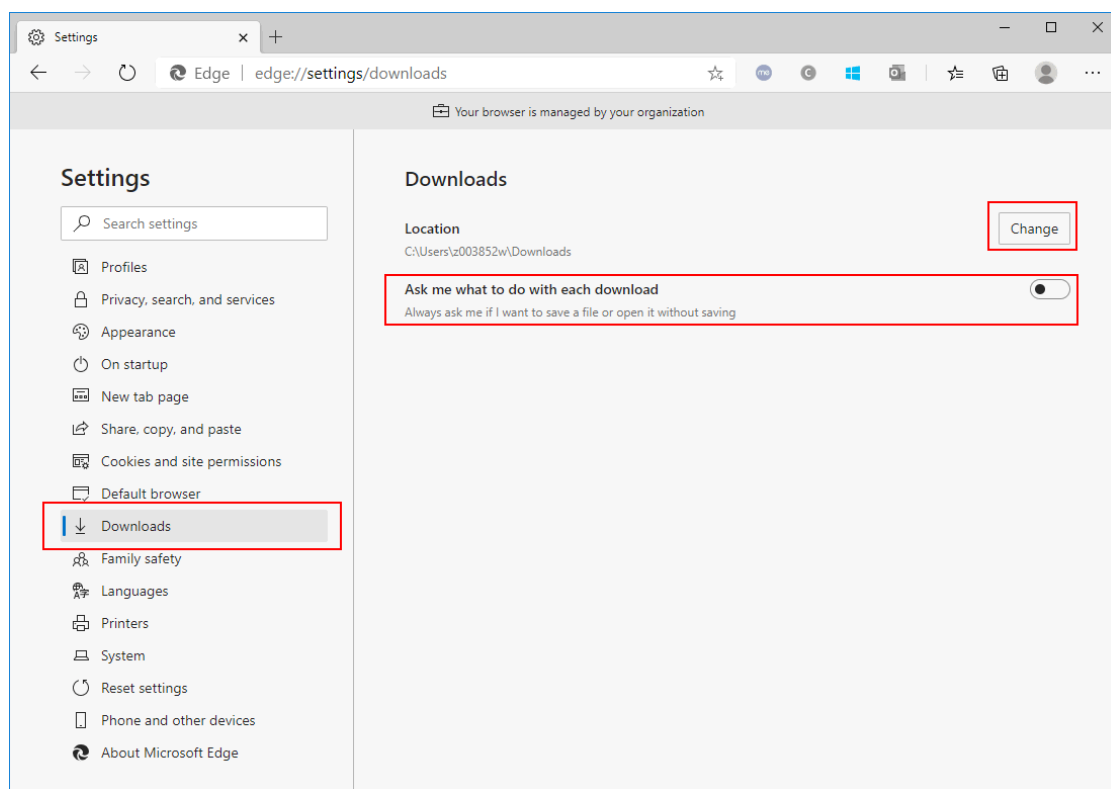 Settings
Edge | edge://settings/downloads
Your browser is managed by your organization
Settings
Search settings
Profiles
Privacy, search, and services
Appearance
On startup
New tab page
Share, copy, and paste
Cookies and site permissions
Default browser
Downloads
Family safety
Languages
Printers
System
Reset settings
Phone and other devices
About Microsoft Edge
Downloads
Location
C:\Users\z003852w\Downloads
Change
Ask me what to do with each download
Always ask me if I want to save a file or open it without saving